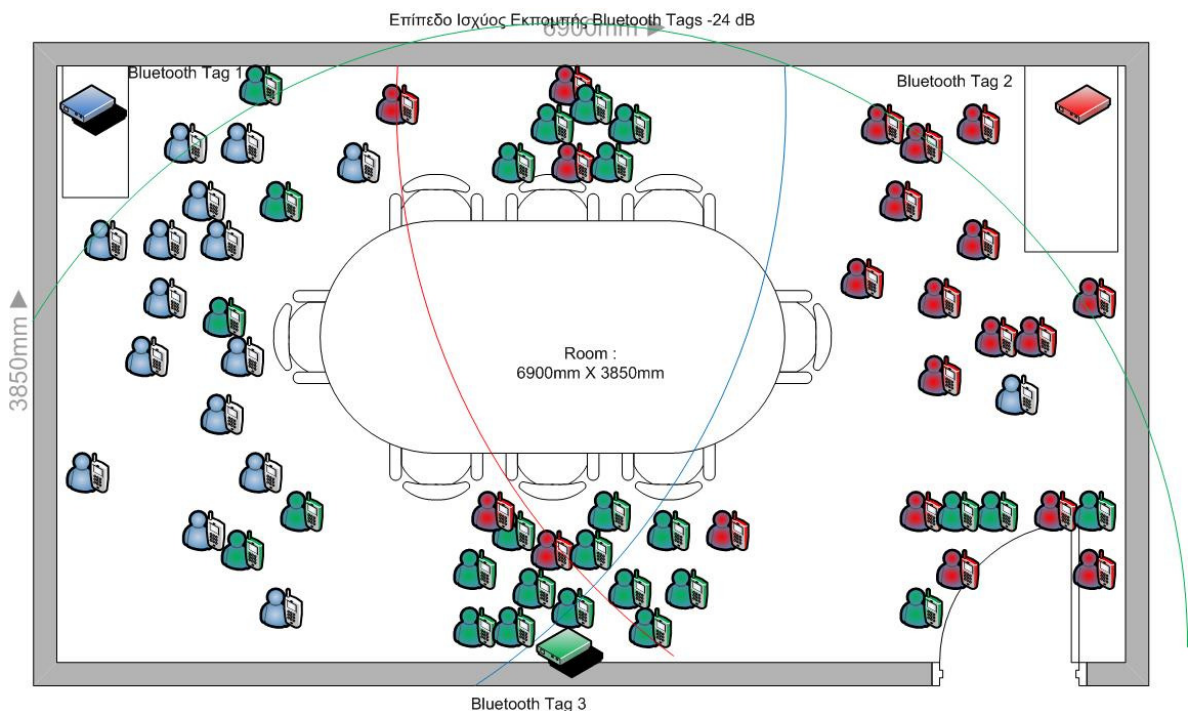 Επίπεδο Ισχύος Εκπομπής Bluetooth Tags -24 dB
6900mm
Bluetooth Tag 1
Bluetooth Tag 2
3850mm
Room :
6900mm X 3850mm
Bluetooth Tag 3